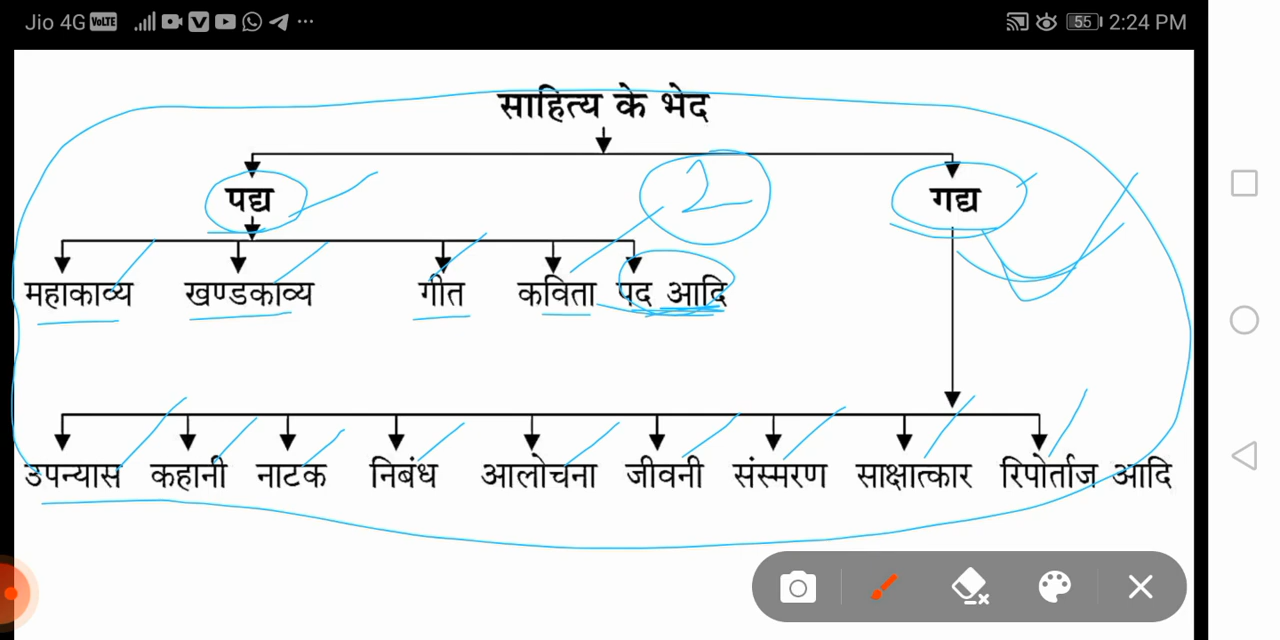 Jio 4G VoLTE 55 2:24 PM
साहित्य के भेद
पद्य 2 गद्य
महाकाव्य खण्डकाव्य गीत कविता पद आदि
उपन्यास कहानी नाटक निबंध आलोचना जीवनी संस्मरण साक्षात्कार रिपोर्ताज आदि